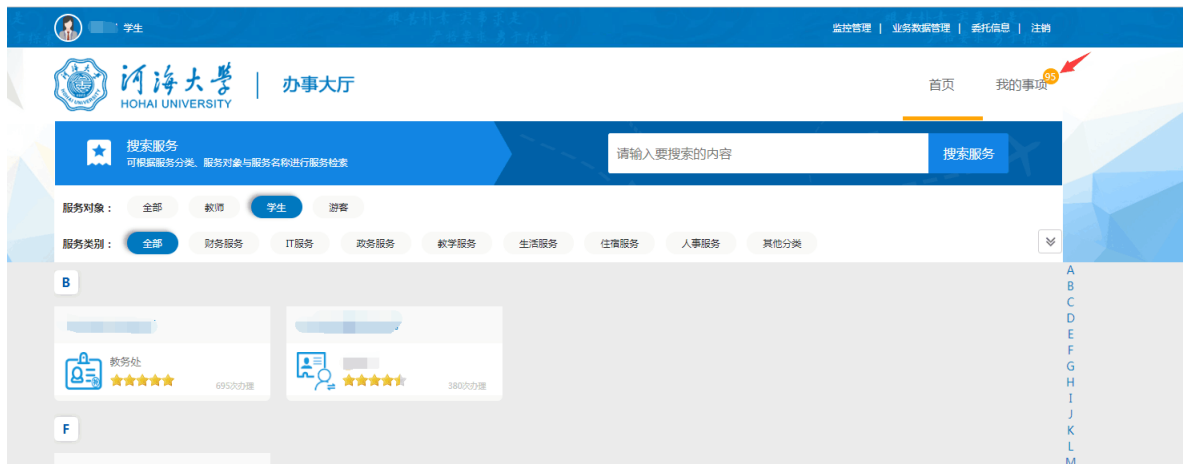 学生
监控管理 | 业务数据管理 | 委托信息 | 注销
河海大学
HOHAI UNIVERSITY
办事大厅
首页
我的事项
95
搜索服务
可根据服务分类、服务对象与服务名称进行服务检索
请输入要搜索的内容
搜索服务
服务对象： 全部 教师 学生 游客
服务类别： 全部 财务服务 IT服务 政务服务 教学服务 生活服务 住宿服务 人事服务 其他分类
B
教务处
695次办理
380次办理
F
A
B
C
D
E
F
G
H
I
J
K
L
M